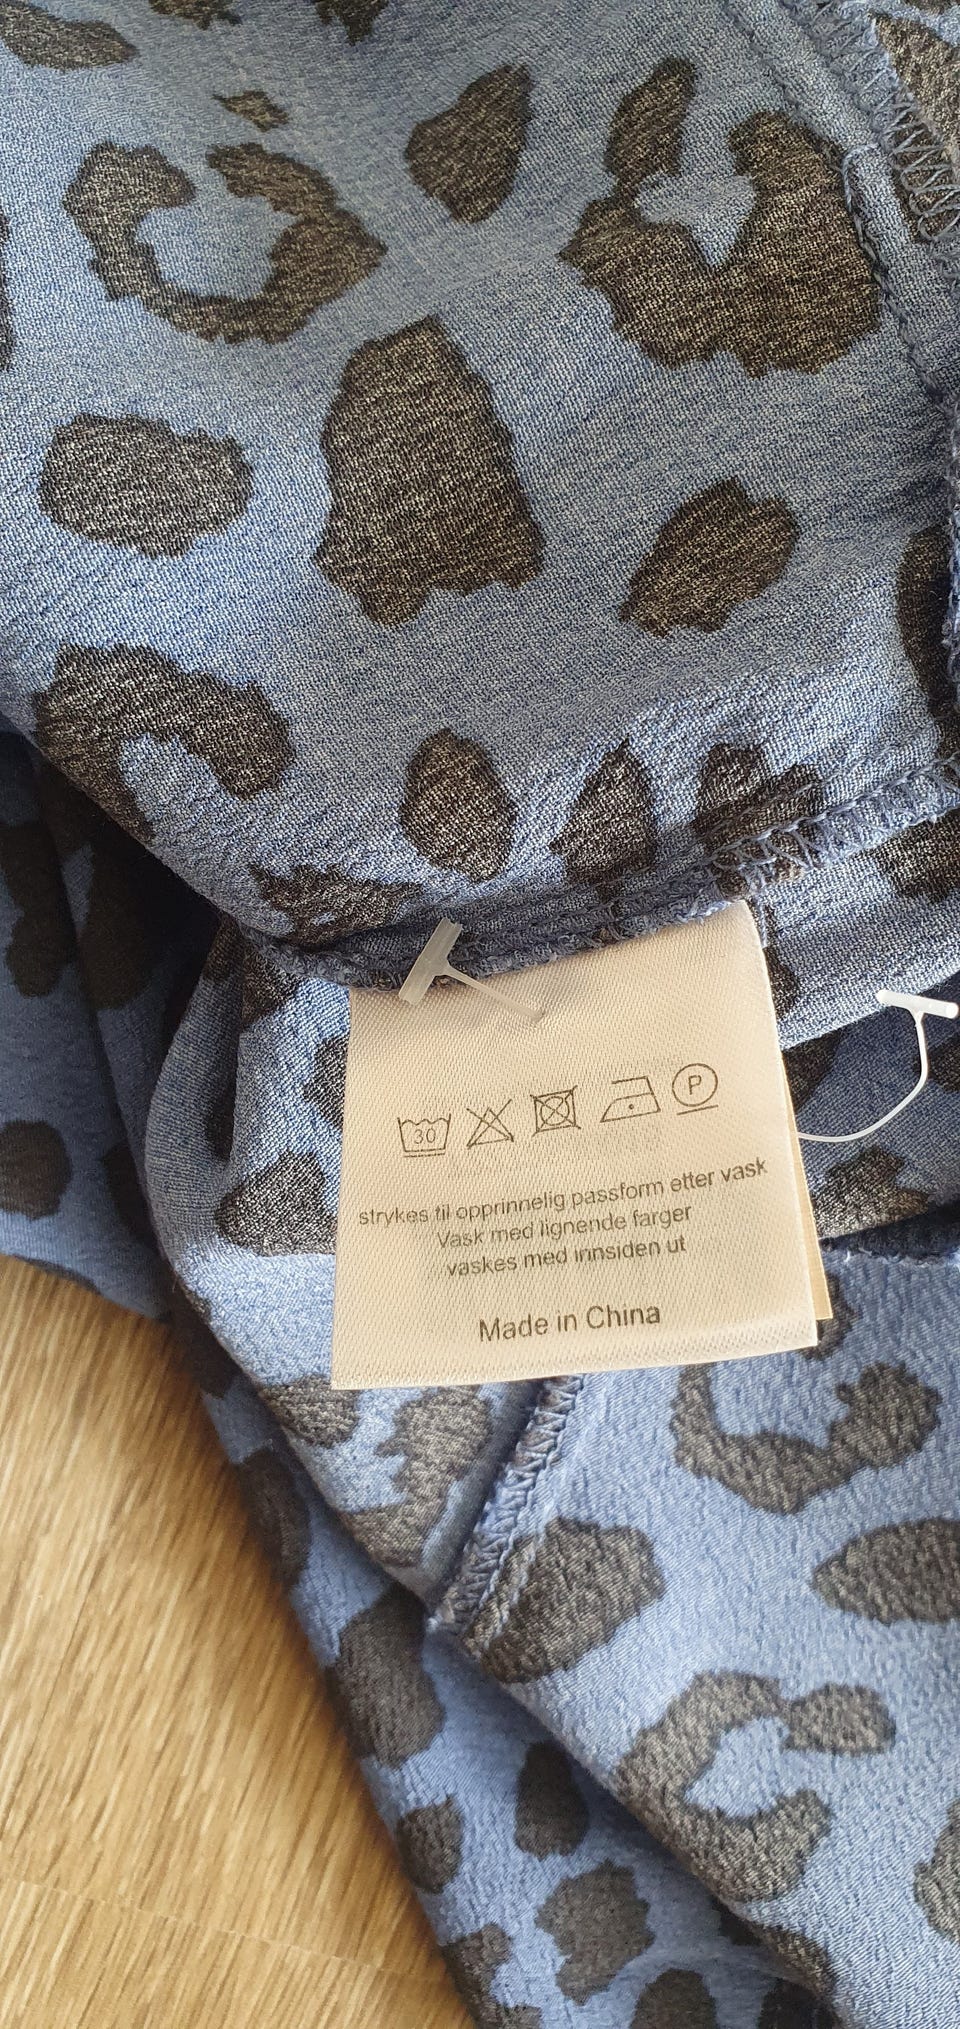 30 P
strykes til opprinnelig passform etter vask
Vask med lignende farger
vaskes med innsiden ut
Made in China